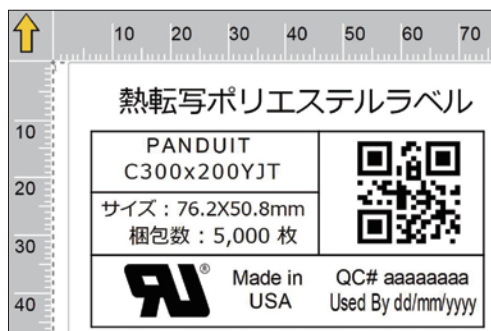 10 20 30 40 50 60 70
熱転写ポリエステルラベル
10
PANDUIT
C300x200YJT
20
サイズ：76.2X50.8mm
梱包数：5,000 枚
30
RU® Made in USA
QC# aaaaaaaa
Used By dd/mm/yyyy
40